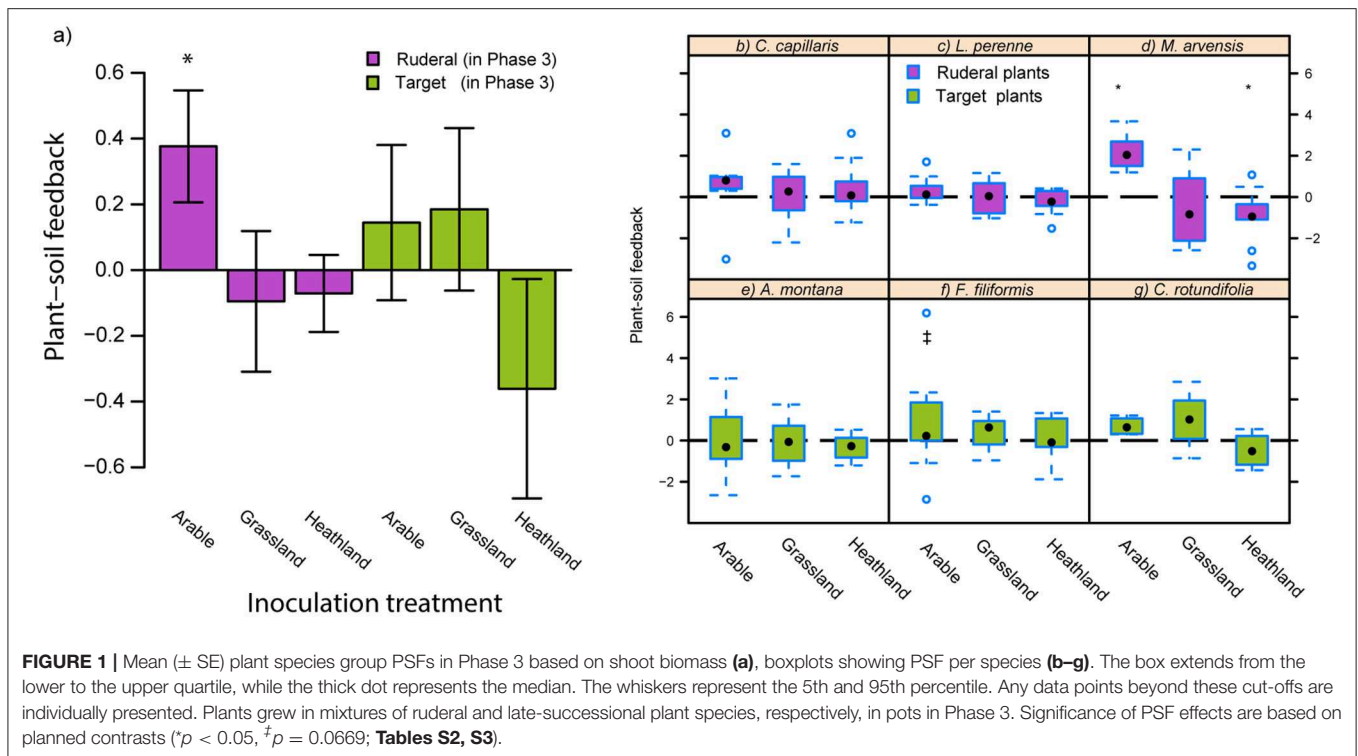 a)
*
Ruderal (in Phase 3)
Target (in Phase 3)
0.6
0.4
0.2
0.0
−0.2
−0.4
−0.6
Plant−soil feedback
Arable
Grassland
Heathland
Arable
Grassland
Heathland
Inoculation treatment
b) C. capillaris
c) L. perenne
d) M. arvensis
Ruderal plants
Target plants
*
*
6
4
2
0
−2
Plant-soil feedback
e) A. montana
f) F. filiformis
g) C. rotundifolia
‡
6
4
2
0
−2
Arable
Grassland
Heathland
Arable
Grassland
Heathland
Arable
Grassland
Heathland
FIGURE 1 | Mean (± SE) plant species group PSFs in Phase 3 based on shoot biomass (a), boxplots showing PSF per species (b–g). The box extends from the
lower to the upper quartile, while the thick dot represents the median. The whiskers represent the 5th and 95th percentile. Any data points beyond these cut-offs are
individually presented. Plants grew in mixtures of ruderal and late-successional plant species, respectively, in pots in Phase 3. Significance of PSF effects are based on
planned contrasts (*p < 0.05, ‡p = 0.0669; Tables S2, S3).